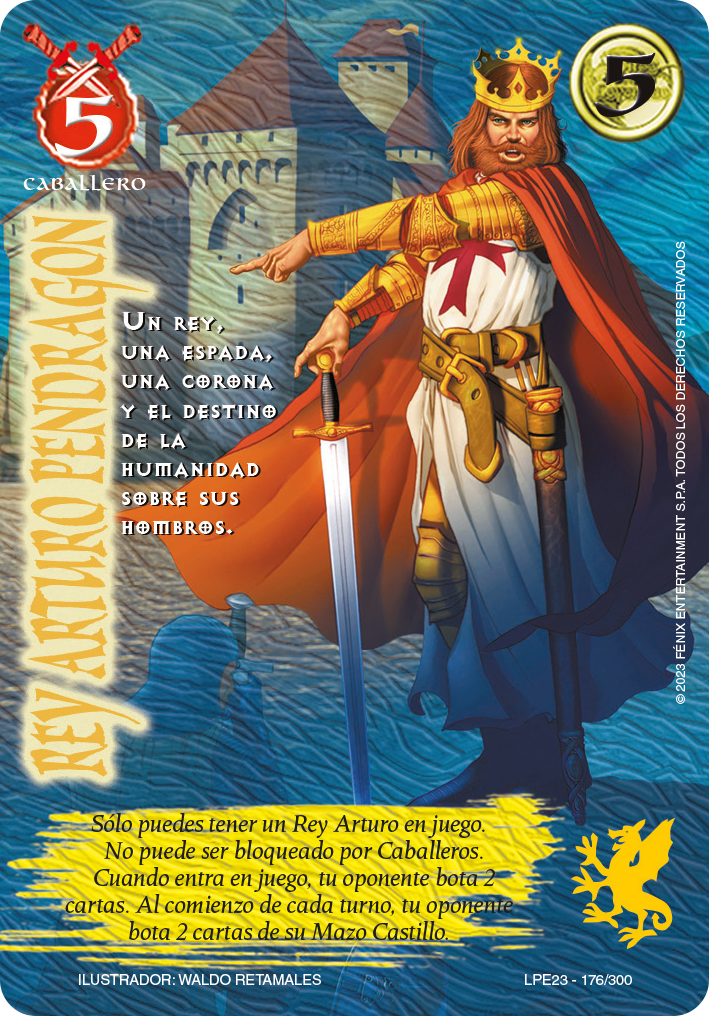 5
5
CABALLERO
REY ARTURO PENDRAGON
UN REY,
UNA ESPADA,
UNA CORONA
Y EL DESTINO
DE LA
HUMANIDAD
SOBRE SUS
HOMBROS.
© 2023 FÉNIX ENTERTAINMENT S.P.A. TODOS LOS DERECHOS RESERVADOS
Sólo puedes tener un Rey Arturo en juego.
No puede ser bloqueado por Caballeros.
Cuando entra en juego, tu oponente bota 2
cartas. Al comienzo de cada turno, tu oponente
bota 2 cartas de su Mazo Castillo.
ILUSTRADOR: WALDO RETAMALES
LPE23 - 176/300